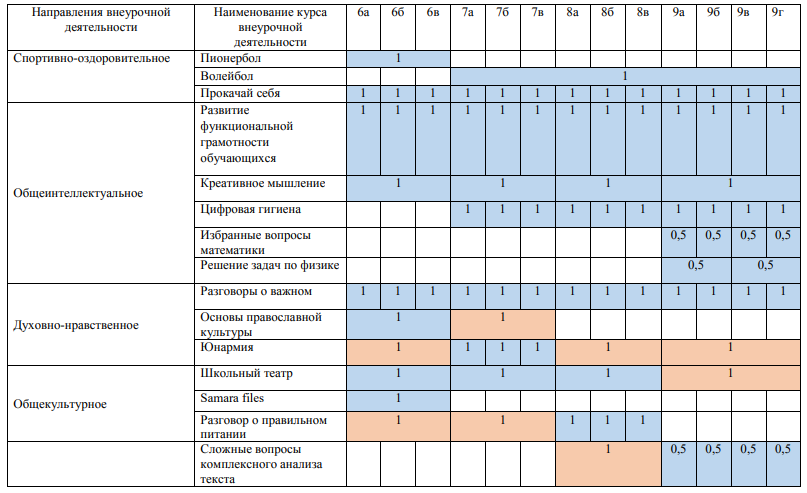 Направления внеурочной деятельности | Наименование курса внеурочной деятельности | 6а | 6б | 6в | 7а | 7б | 7в | 8а | 8б | 8в | 9а | 9б | 9в | 9г
Спортивно-оздоровительное | Пионербол | 1
Волейбол | 1
Прокачай себя | 1 | 1 | 1 | 1 | 1 | 1 | 1 | 1 | 1 | 1 | 1 | 1 | 1
Общеинтеллектуальное | Развитие функциональной грамотности обучающихся | 1 | 1 | 1 | 1 | 1 | 1 | 1 | 1 | 1 | 1 | 1 | 1 | 1
Креативное мышление | 1 | 1 | 1 | 1
Цифровая гигиена | 1 | 1 | 1 | 1 | 1 | 1 | 1 | 1 | 1 | 1
Избранные вопросы математики | 0,5 | 0,5 | 0,5 | 0,5
Решение задач по физике | 0,5 | 0,5
Духовно-нравственное | Разговоры о важном | 1 | 1 | 1 | 1 | 1 | 1 | 1 | 1 | 1 | 1 | 1 | 1 | 1
Основы православной культуры | 1 | 1
Юнармия | 1 | 1 | 1 | 1 | 1 | 1
Общекультурное | Школьный театр | 1 | 1 | 1 | 1
Samara files | 1
Разговор о правильном питании | 1 | 1 | 1 | 1 | 1
Сложные вопросы комплексного анализа текста | 1 | 0,5 | 0,5 | 0,5 | 0,5